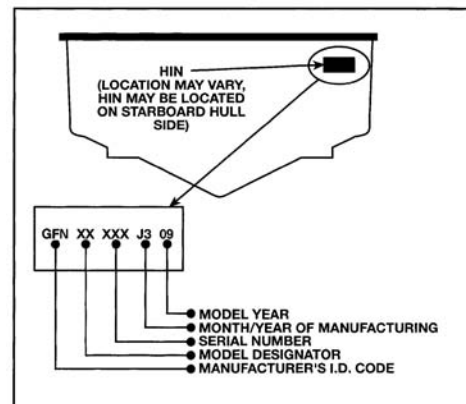 HIN
(LOCATION MAY VARY,
HIN MAY BE LOCATED
ON STARBOARD HULL
SIDE)
GFN XX XXX J3 09
MODEL YEAR
MONTH/YEAR OF MANUFACTURING
SERIAL NUMBER
MODEL DESIGNATOR
MANUFACTURER'S I.D. CODE